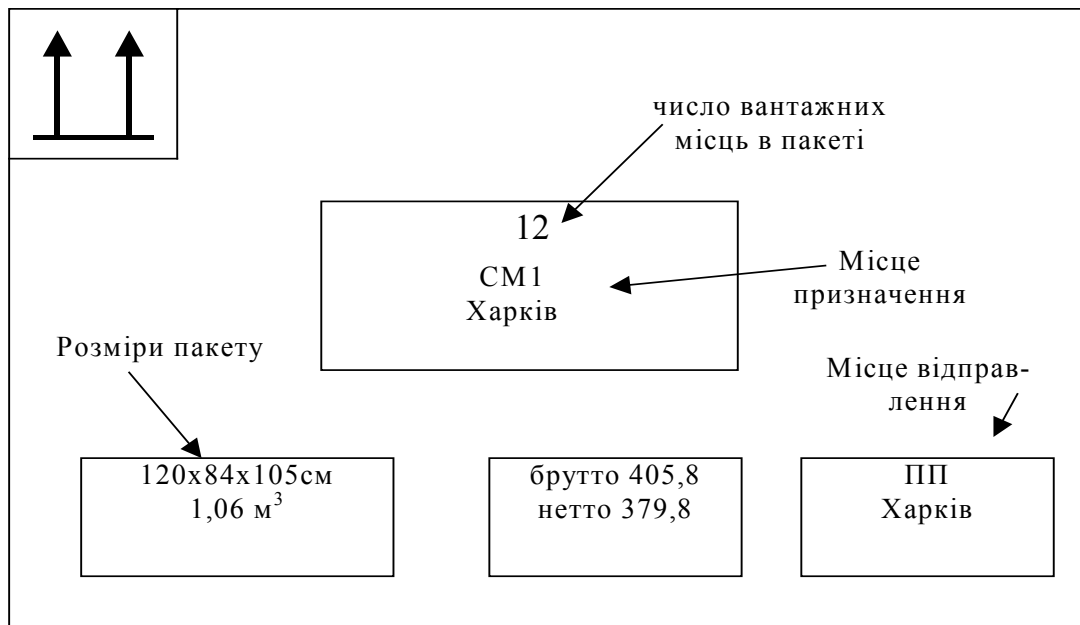 число вантажних
місць в пакеті
12
СМ1
Харків
Місце
призначення
Розміри пакету
Місце відправ-
лення
120х84х105см
1,06 м³
брутто 405,8
нетто 379,8
ПП
Харків